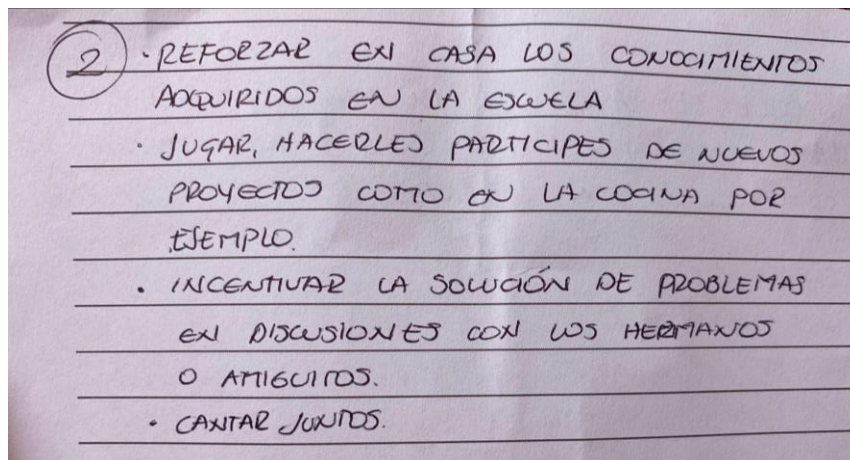 2 · REFORZAR EN CASA LOS CONOCIMIENTOS
ADQUIRIDOS EN LA ESCUELA
· JUGAR, HACERLES PARTICIPES DE NUEVOS
PROYECTOS COMO EN LA COCINA POR
EJEMPLO.
· INCENTIVAR LA SOLUCIÓN DE PROBLEMAS
EN DISCUSIONES CON LOS HERMANOS
O AMIGUITOS.
· CANTAR JUNTOS.